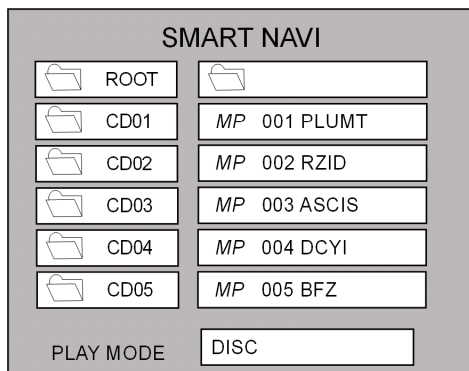 SMART NAVI
ROOT
CD01 MP 001 PLUMT
CD02 MP 002 RZID
CD03 MP 003 ASCIS
CD04 MP 004 DCYI
CD05 MP 005 BFZ
PLAY MODE DISC